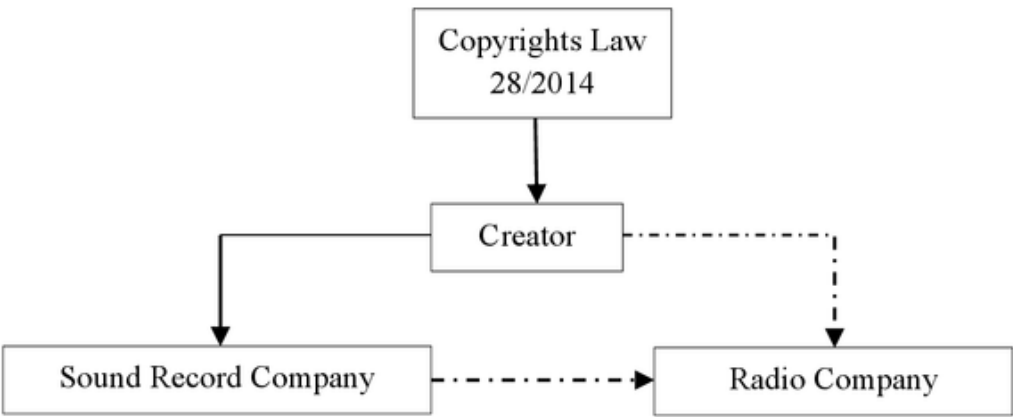 Copyrights Law
28/2014
Creator
Sound Record Company
Radio Company